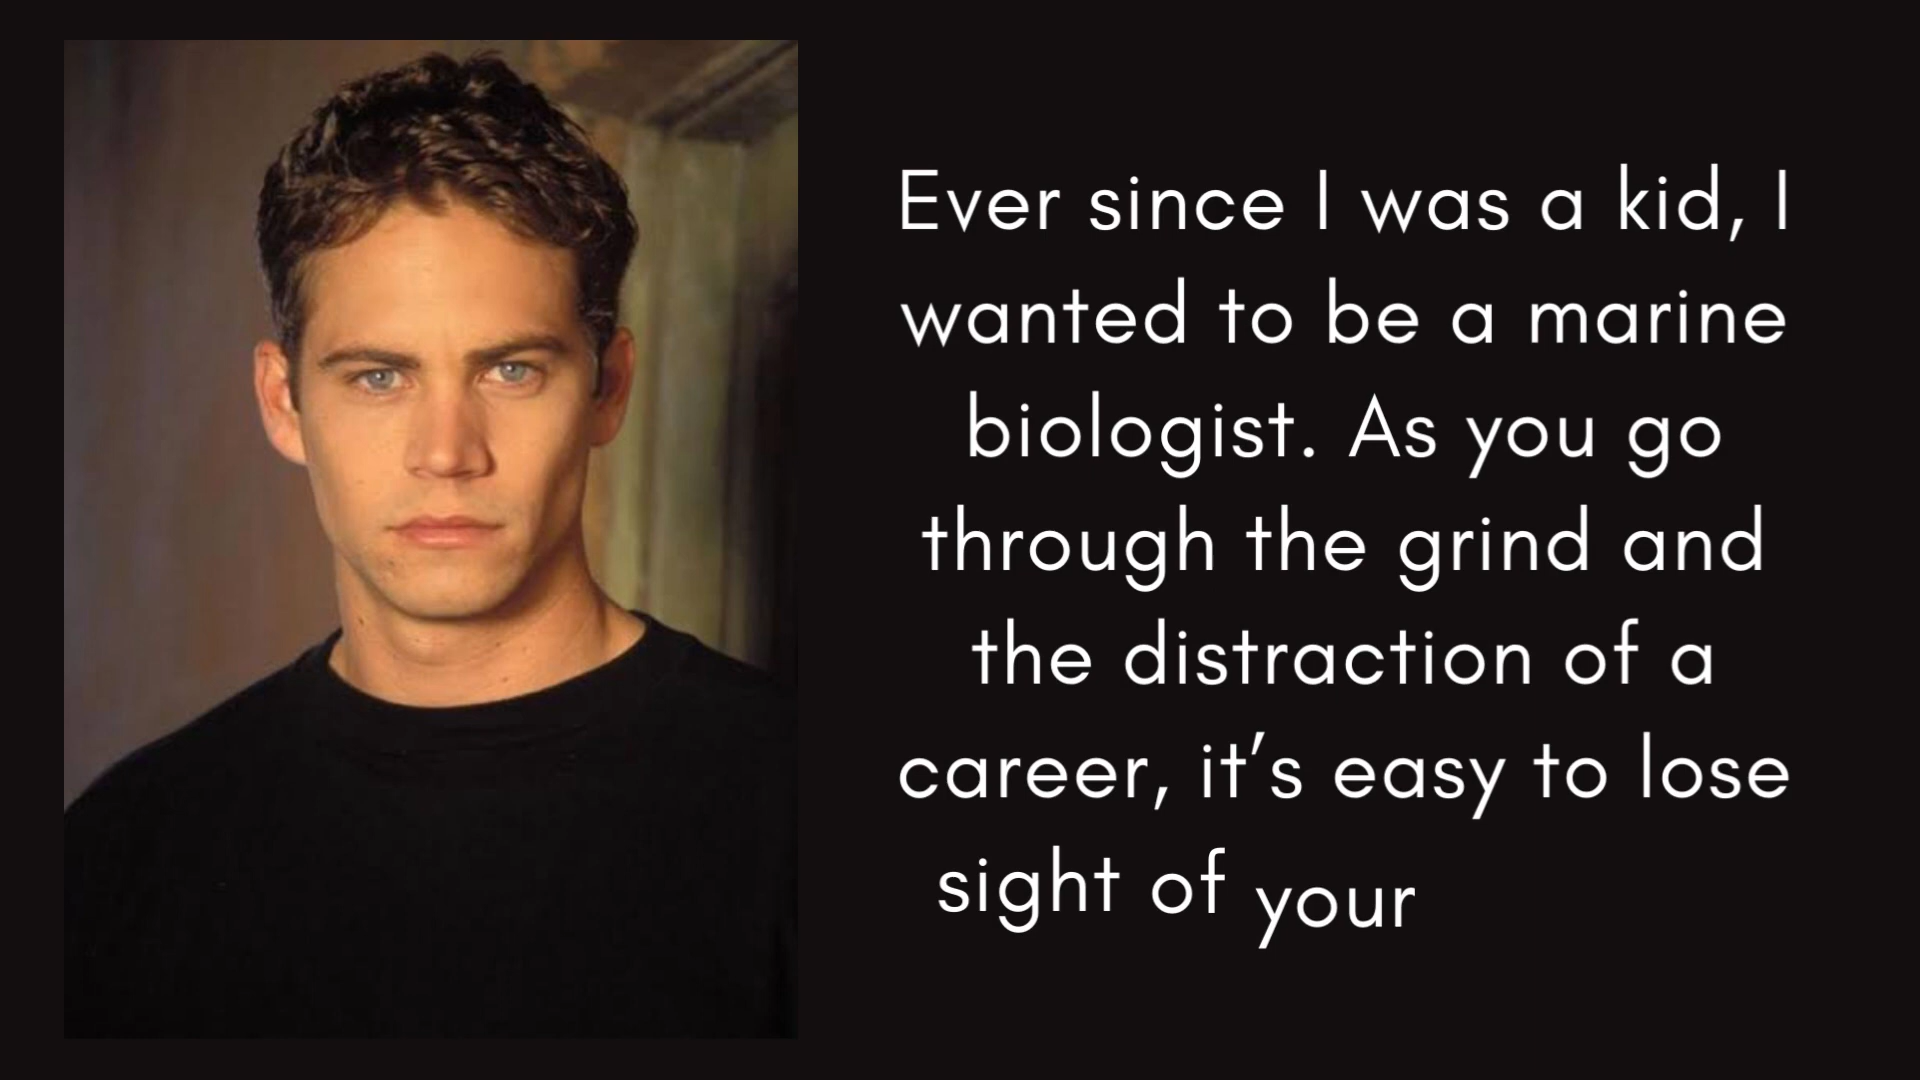 Ever since I was a kid, I
wanted to be a marine
biologist. As you go
through the grind and
the distraction of a
career, it’s easy to lose
sight of your